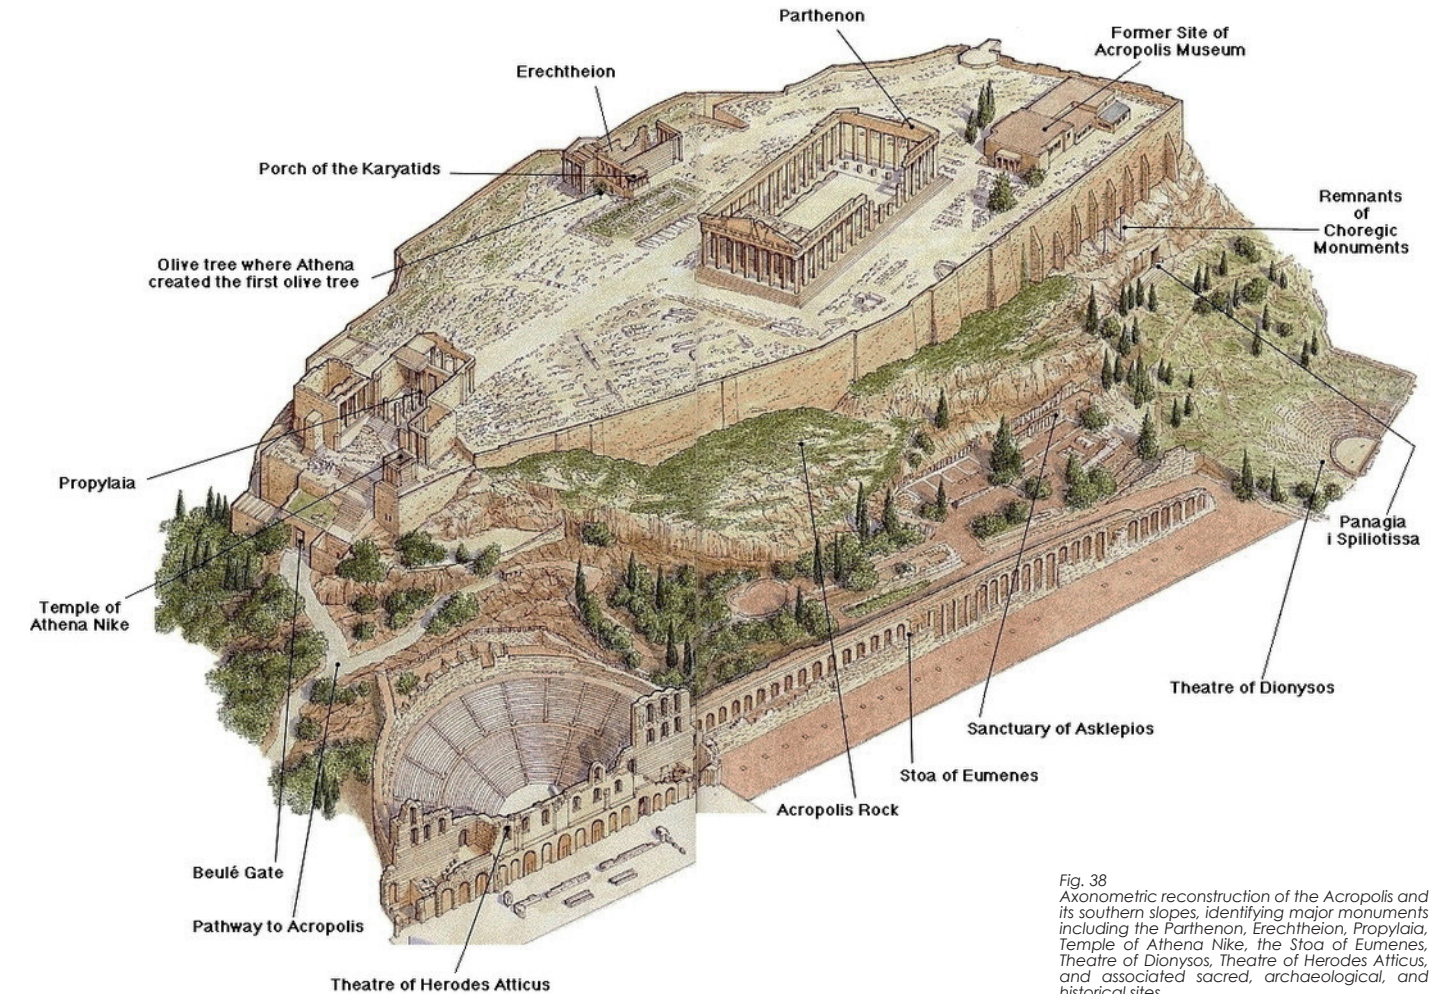 Parthenon
Former Site of
Acropolis Museum
Erechtheion
Porch of the Karyatids
Remnants
of
Choregic
Monuments
Olive tree where Athena
created the first olive tree
Propylaia
Panagia
i Spiliotissa
Temple of
Athena Nike
Theatre of Dionysos
Sanctuary of Asklepios
Stoa of Eumenes
Acropolis Rock
Beulé Gate
Pathway to Acropolis
Theatre of Herodes Atticus
Fig. 38
Axonometric reconstruction of the Acropolis and
its southern slopes, identifying major monuments
including the Parthenon, Erechtheion, Propylaia,
Temple of Athena Nike, the Stoa of Eumenes,
Theatre of Dionysos, Theatre of Herodes Atticus,
and associated sacred, archaeological, and
historical sites